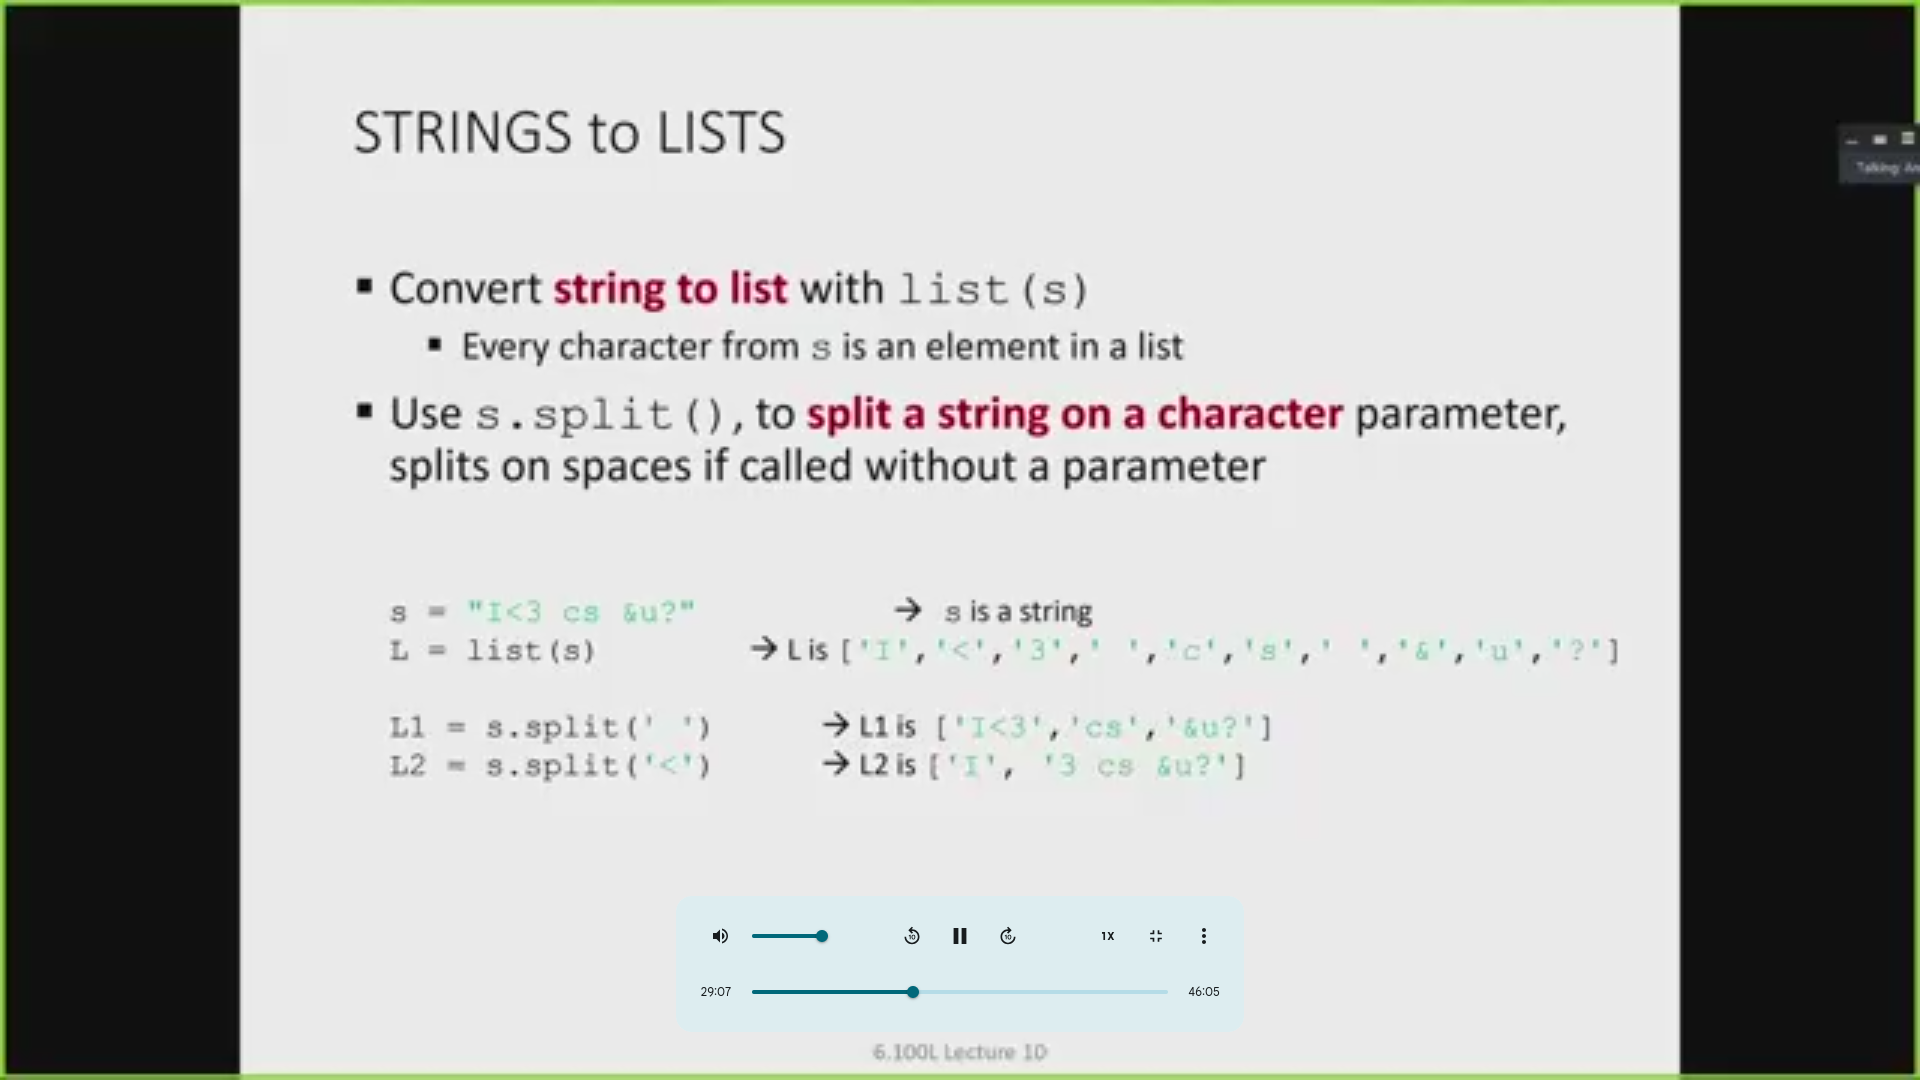 STRINGS to LISTS
Talking:
▪ Convert string to list with list(s)
▪ Every character from s is an element in a list
▪ Use s.split(), to split a string on a character parameter,
splits on spaces if called without a parameter
s = "I<3 cs &u?" → s is a string
L = list(s) → L is ['I','<','3',' ','c','s',' ','&','u','?']
L1 = s.split(' ') → L1 is ['I<3','cs','&u?']
L2 = s.split('<') → L2 is ['I', '3 cs &u?']
10 10 1X
29:07 46:05
6.100L Lecture 10